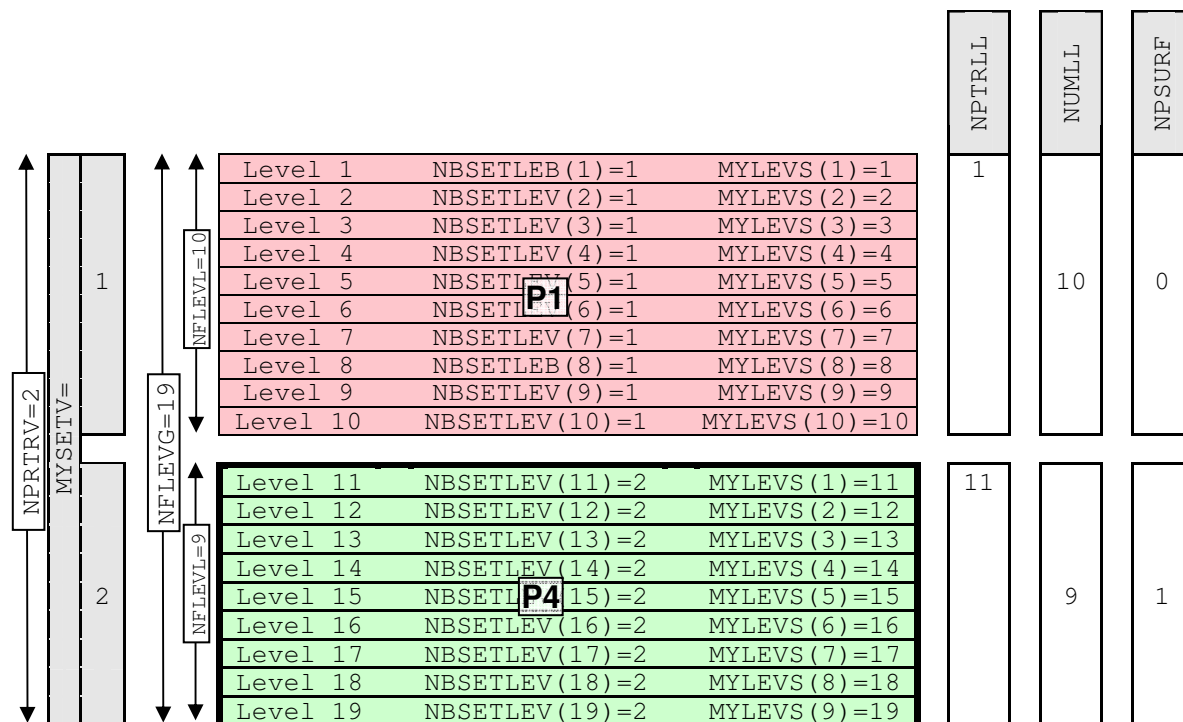 NPTRLL NUMLL NPSURF
Level 1 NBSETLEB(1)=1 MYLEVS(1)=1 1
Level 2 NBSETLEV(2)=1 MYLEVS(2)=2
Level 3 NBSETLEV(3)=1 MYLEVS(3)=3
Level 4 NBSETLEV(4)=1 MYLEVS(4)=4
1 Level 5 (5)=1 MYLEVS(5)=5 10 0
P1
Level 6 (6)=1 MYLEVS(6)=6
Level 7 NBSETLEV(7)=1 MYLEVS(7)=7
Level 8 NBSETLEB(8)=1 MYLEVS(8)=8
Level 9 NBSETLEV(9)=1 MYLEVS(9)=9
Level 10 NBSETLEV(10)=1 MYLEVS(10)=10
NFLEVL=10
NPRTRV=2
MYSETV=
NFLEVG=19
Level 11 NBSETLEV(11)=2 MYLEVS(1)=11 11
Level 12 NBSETLEV(12)=2 MYLEVS(2)=12
Level 13 NBSETLEV(13)=2 MYLEVS(3)=13
Level 14 NBSETLEV(14)=2 MYLEVS(4)=14
2 Level 15 15)=2 MYLEVS(5)=15 9 1
P4
Level 16 NBSETLEV(16)=2 MYLEVS(6)=16
Level 17 NBSETLEV(17)=2 MYLEVS(7)=17
Level 18 NBSETLEV(18)=2 MYLEVS(8)=18
Level 19 NBSETLEV(19)=2 MYLEVS(9)=19
NFLEVL=9